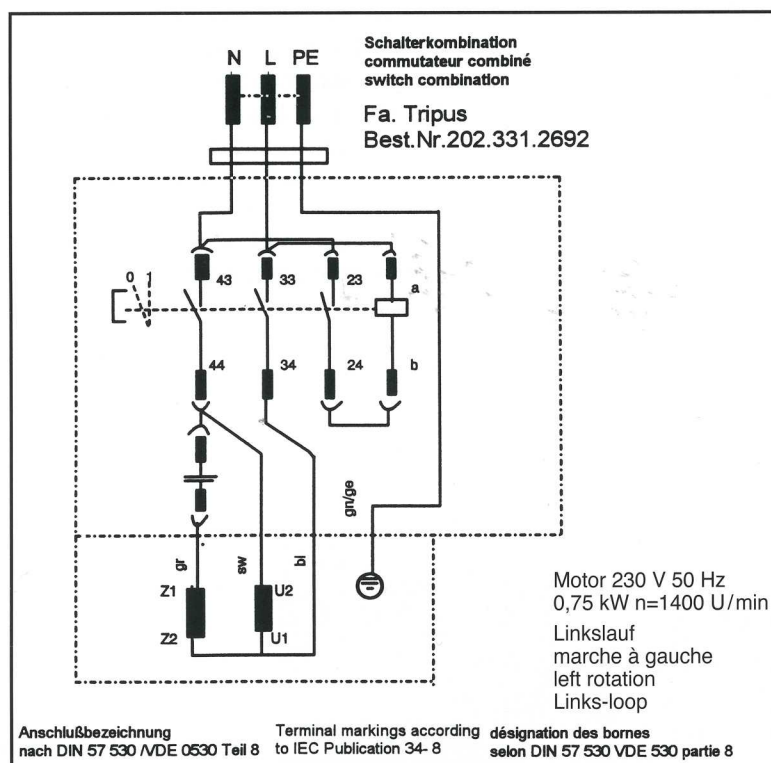 Schalterkombination
commutateur combiné
switch combination
Fa. Tripus
Best.Nr.202.331.2692
N L PE
0 1
43 33 23 a
44 34 24 b
gn/ge
gr sw bl
Z1 U2
Z2 U1
Motor 230 V 50 Hz
0,75 kW n=1400 U/min
Linkslauf
marche à gauche
left rotation
Links-loop
Anschlußbezeichnung
nach DIN 57 530 /VDE 0530 Teil 8
Terminal markings according
to IEC Publication 34- 8
désignation des bornes
selon DIN 57 530 VDE 530 partie 8